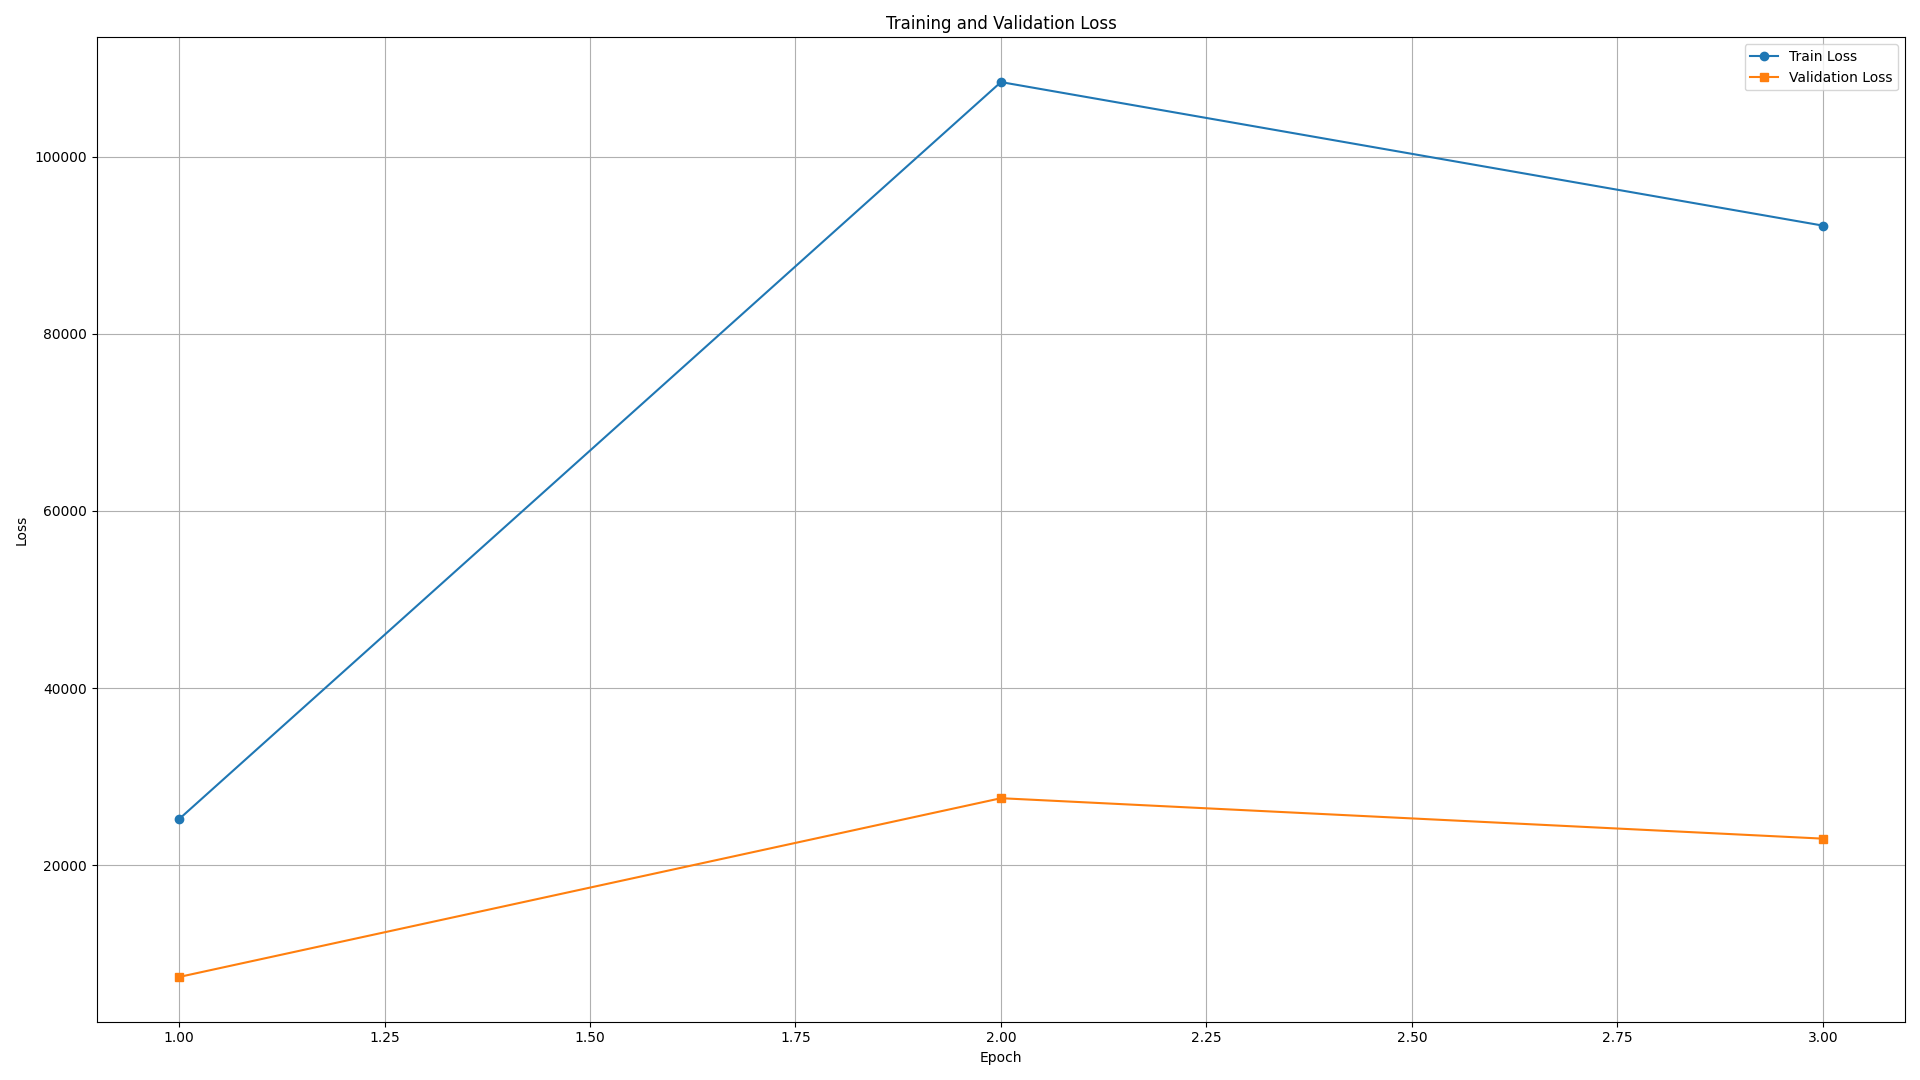 Training and Validation Loss
Train Loss
Validation Loss
100000
80000
60000
40000
20000
Loss
1.00 1.25 1.50 1.75 2.00 2.25 2.50 2.75 3.00
Epoch